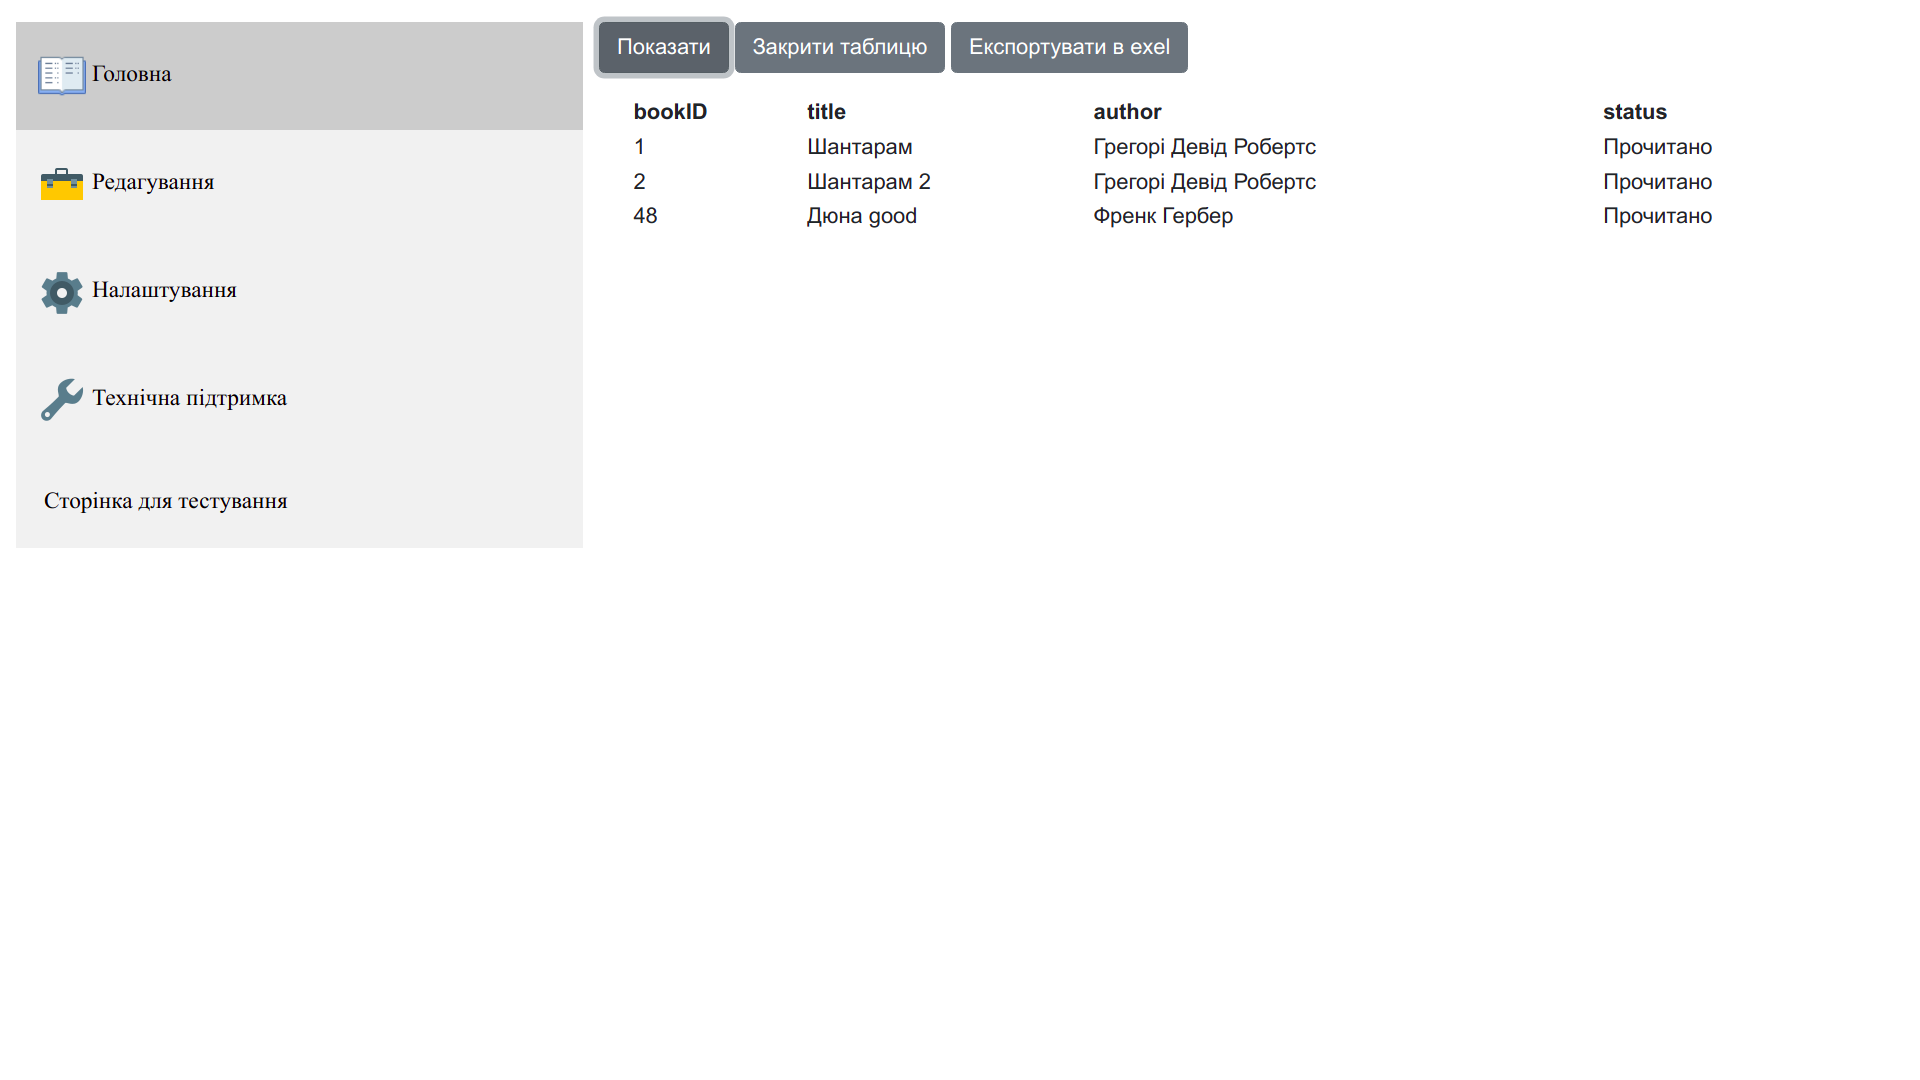 Головна
Редагування
Налаштування
Технічна підтримка
Сторінка для тестування
Показати Закрити таблицю Експортувати в exel
bookID title author status
1 Шантарам Грегорі Девід Робертс Прочитано
2 Шантарам 2 Грегорі Девід Робертс Прочитано
48 Дюна good Френк Гербер Прочитано